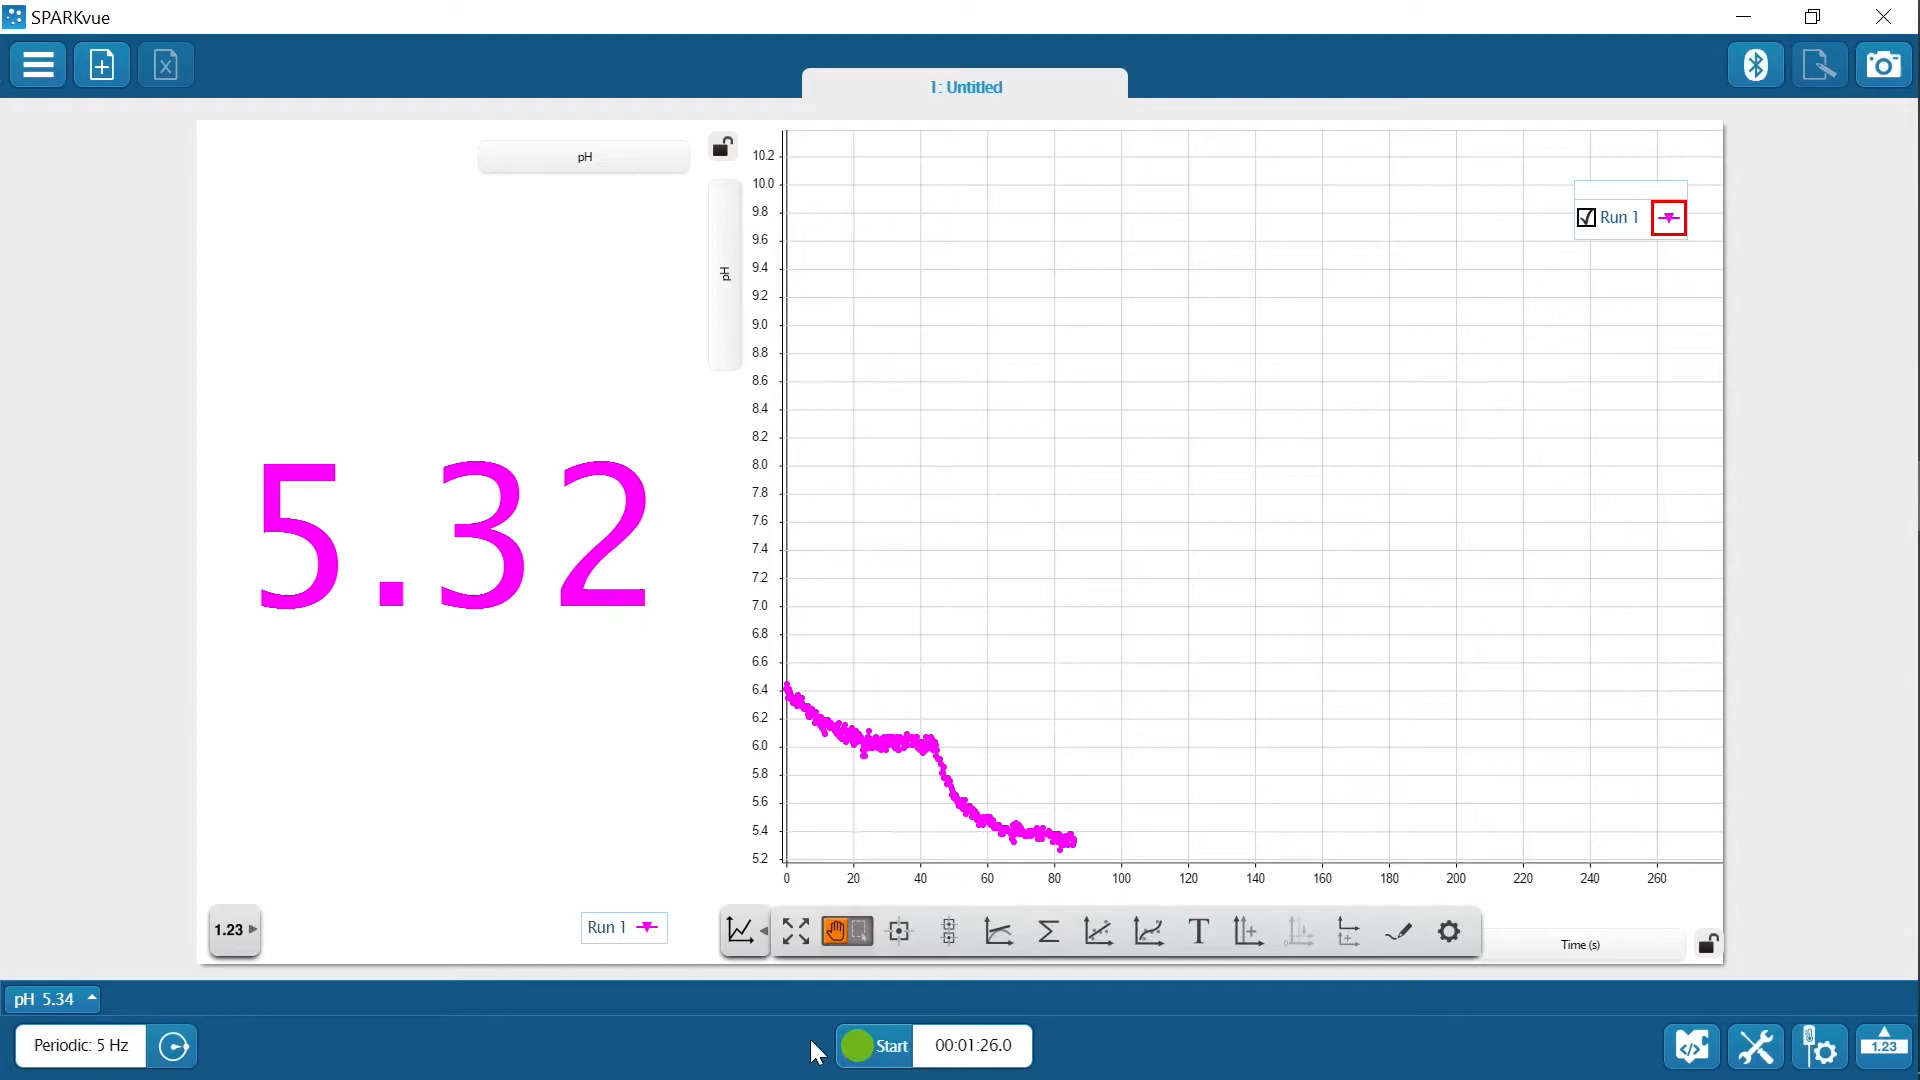 SPARKvue
1: Untitled
pH
pH
10.2
10.0
9.8
9.6
9.4
9.2
9.0
8.8
8.6
8.4
8.2
8.0
7.8
7.6
7.4
7.2
7.0
6.8
6.6
6.4
6.2
6.0
5.8
5.6
5.4
5.2
Run 1
5.32
0 20 40 60 80 100 120 140 160 180 200 220 240 260
1.23
Run 1
Σ
T
Time (s)
pH 5.34
Periodic: 5 Hz
Start
00:01:26.0
1.23